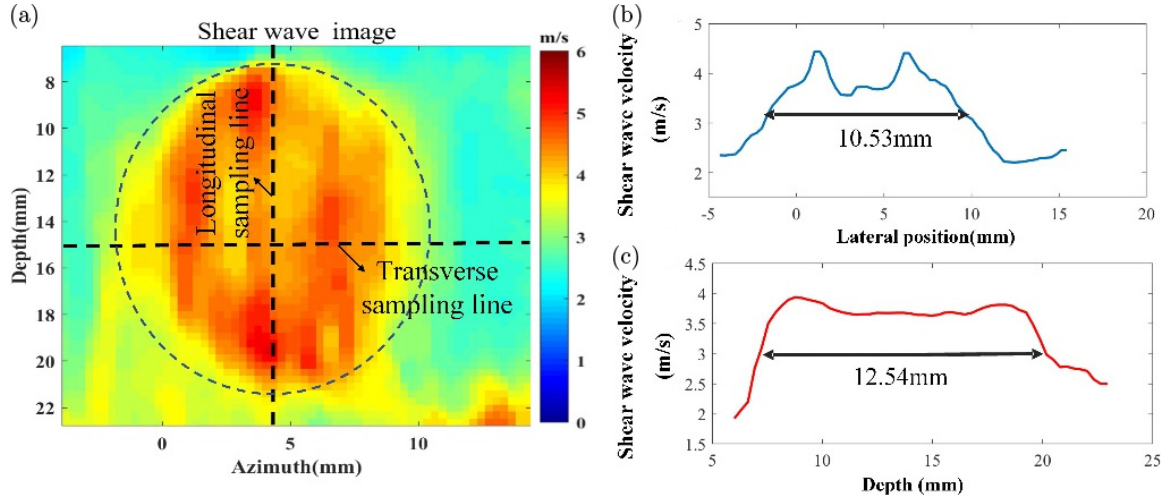 (a)
Shear wave image
m/s
Depth(mm)
8
10
12
14
16
18
20
22
Longitudinal
sampling line
Transverse
sampling line
6
5
4
3
2
1
0
0
5
10
Azimuth(mm)
(b)
Shear wave velocity
(m/s)
5
4
3
2
10.53mm
-5
0
5
10
15
20
Lateral position(mm)
(c)
Shear wave velocity
(m/s)
4.5
4
3.5
3
2.5
2
1.5
12.54mm
5
10
15
20
25
Depth (mm)